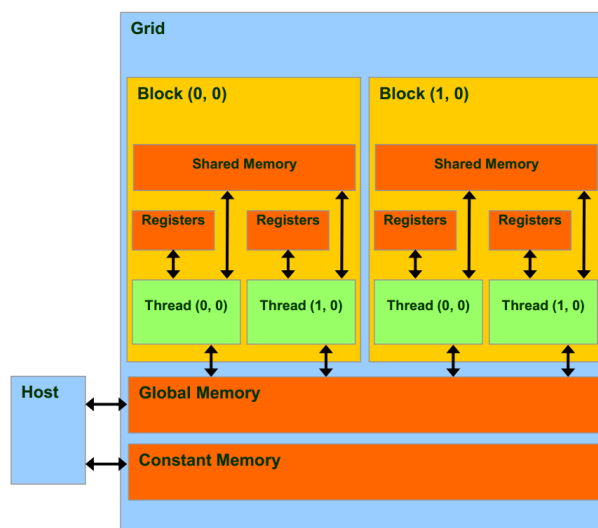 Grid
Block (0, 0)
Block (1, 0)
Shared Memory
Shared Memory
Registers
Registers
Registers
Registers
Thread (0, 0)
Thread (1, 0)
Thread (0, 0)
Thread (1, 0)
Host
Global Memory
Constant Memory